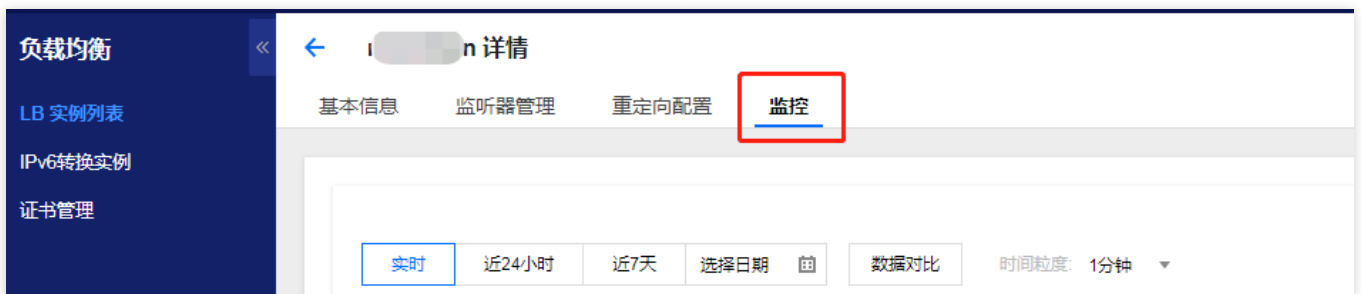 负载均衡
LB 实例列表
IPv6转换实例
证书管理
n 详情
基本信息 监听器管理 重定向配置 监控
实时 近24小时 近7天 选择日期 数据对比 时间粒度: 1分钟